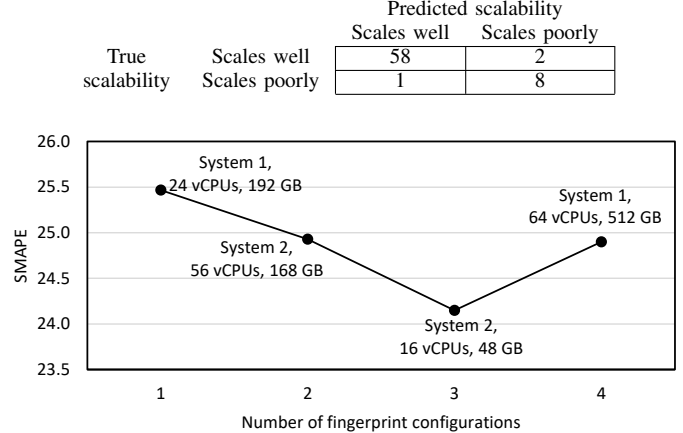 Predicted scalability
Scales well Scales poorly
True scalability Scales well 58 2
Scales poorly 1 8
26.0
25.5
25.0
24.5
24.0
23.5
SMAPE
System 1,
24 vCPUs, 192 GB
System 2,
56 vCPUs, 168 GB
System 2,
16 vCPUs, 48 GB
System 1,
64 vCPUs, 512 GB
1 2 3 4
Number of fingerprint configurations